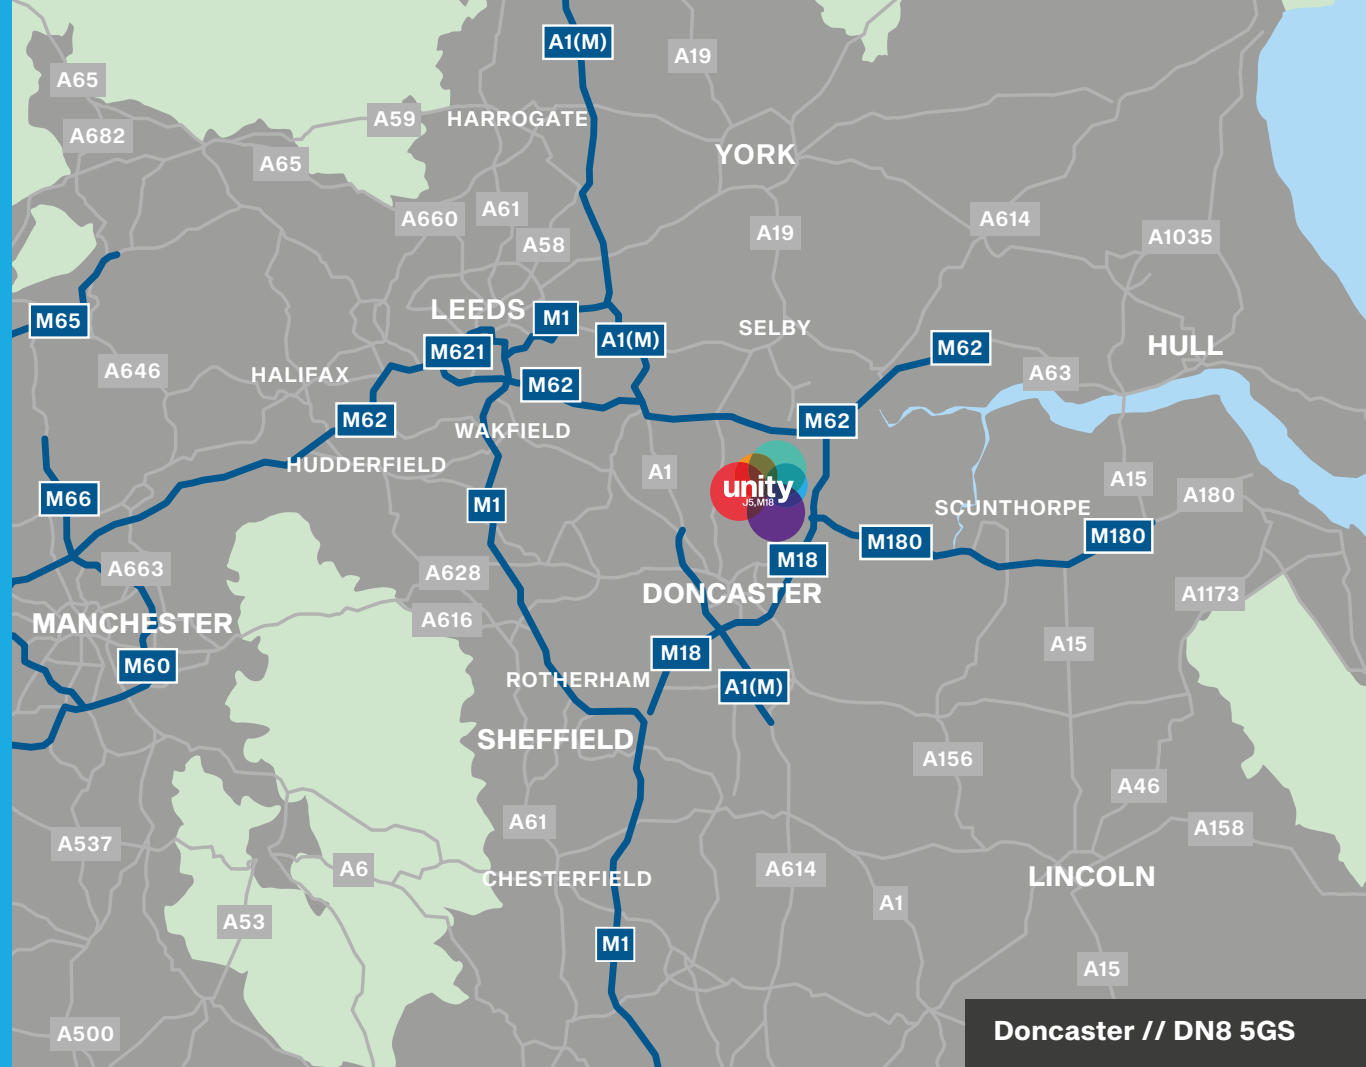 A1(M)
A19
A65
A59
HARROGATE
A682
YORK
A65
A61
A660
A614
A19
A58
A1035
LEEDS
M1
M65
SELBY
A1(M)
M621
M62
HULL
A646
HALIFAX
A63
M62
M62
M62
WAKFIELD
HUDDERFIELD
A1
A15
unity
J5,M18
A180
M66
M1
SCUNTHORPE
M180
M180
M18
A663
A628
DONCASTER
A1173
A616
MANCHESTER
A15
M18
M60
ROTHERHAM
A1(M)
SHEFFIELD
A156
A46
A61
A158
A537
A6
A614
CHESTERFIELD
LINCOLN
A1
A53
M1
A15
A500
Doncaster // DN8 5GS